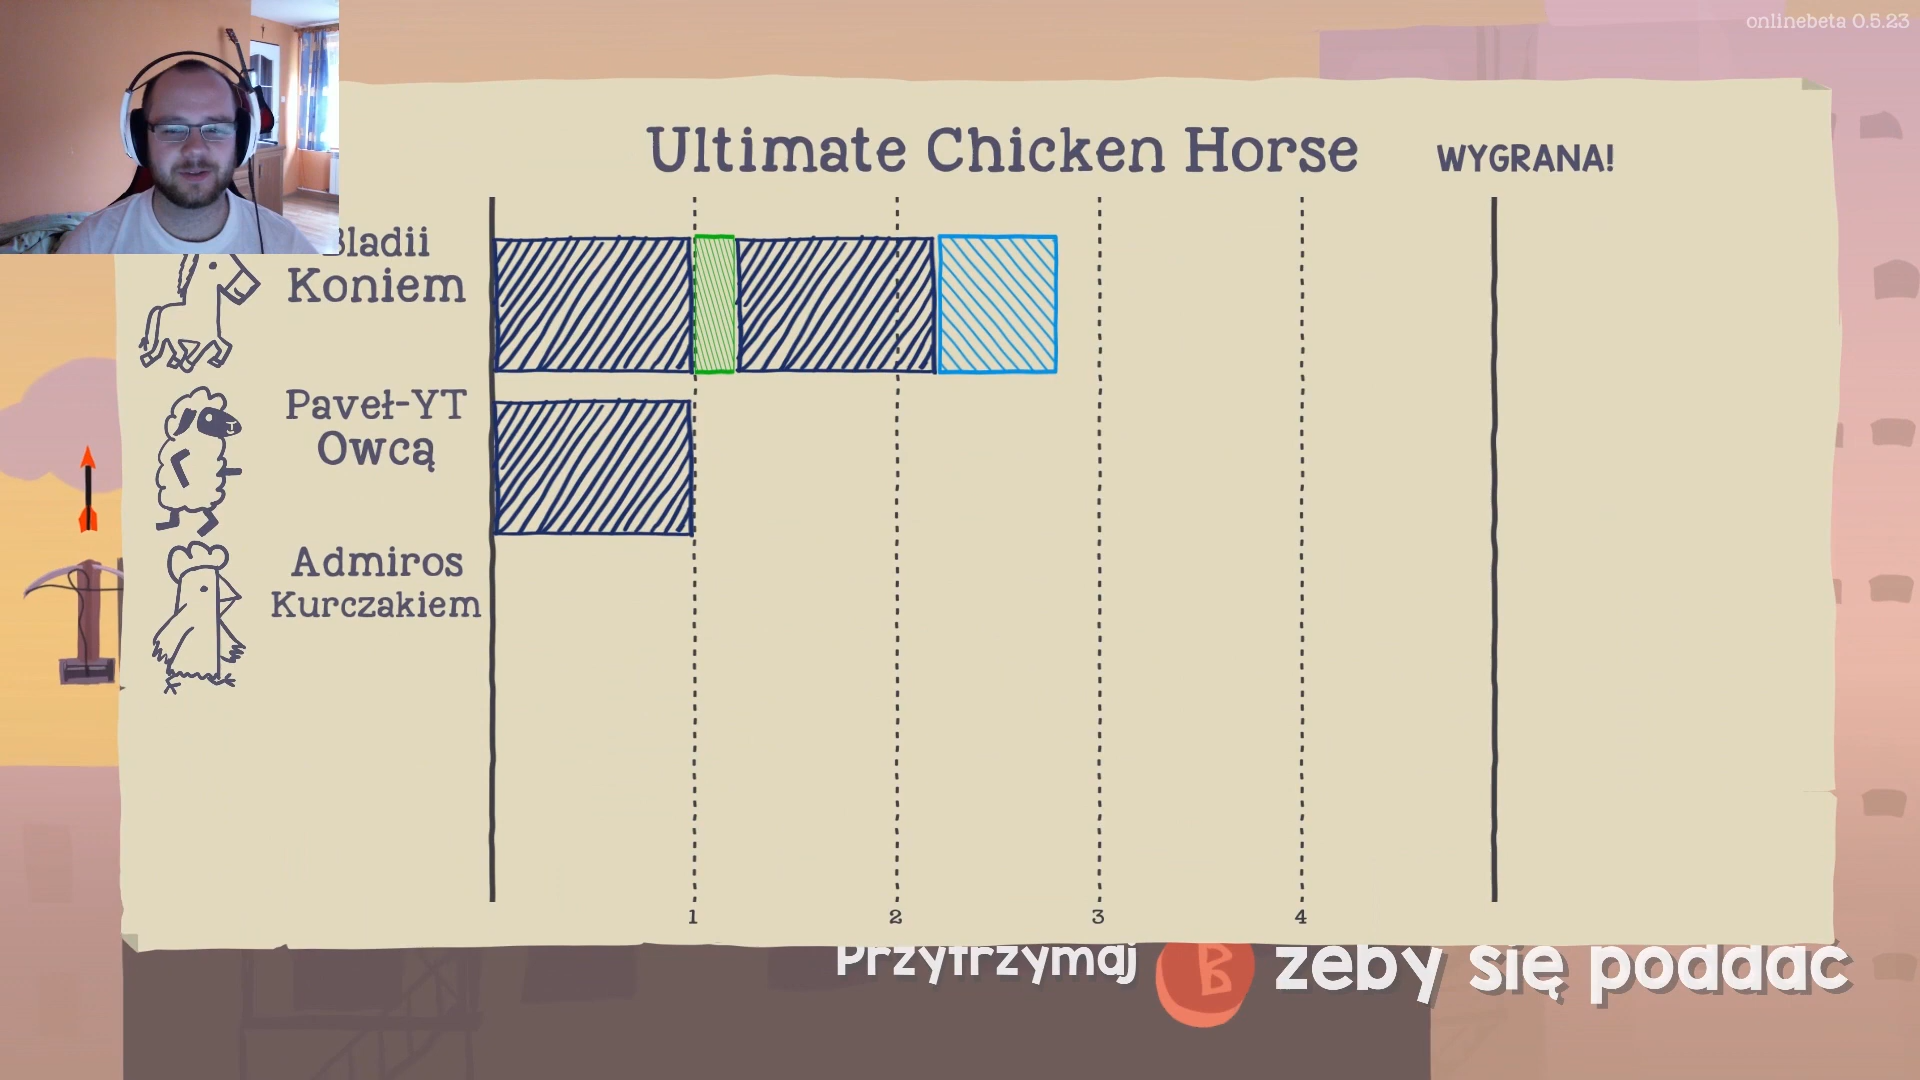 onlinebeta 0.5.23
Ultimate Chicken Horse
WYGRANA!
Bladii
Koniem
Paveł-YT
Owcą
Admiros
Kurczakiem
1 2 3 4
Przytrzymaj B żeby się poddać